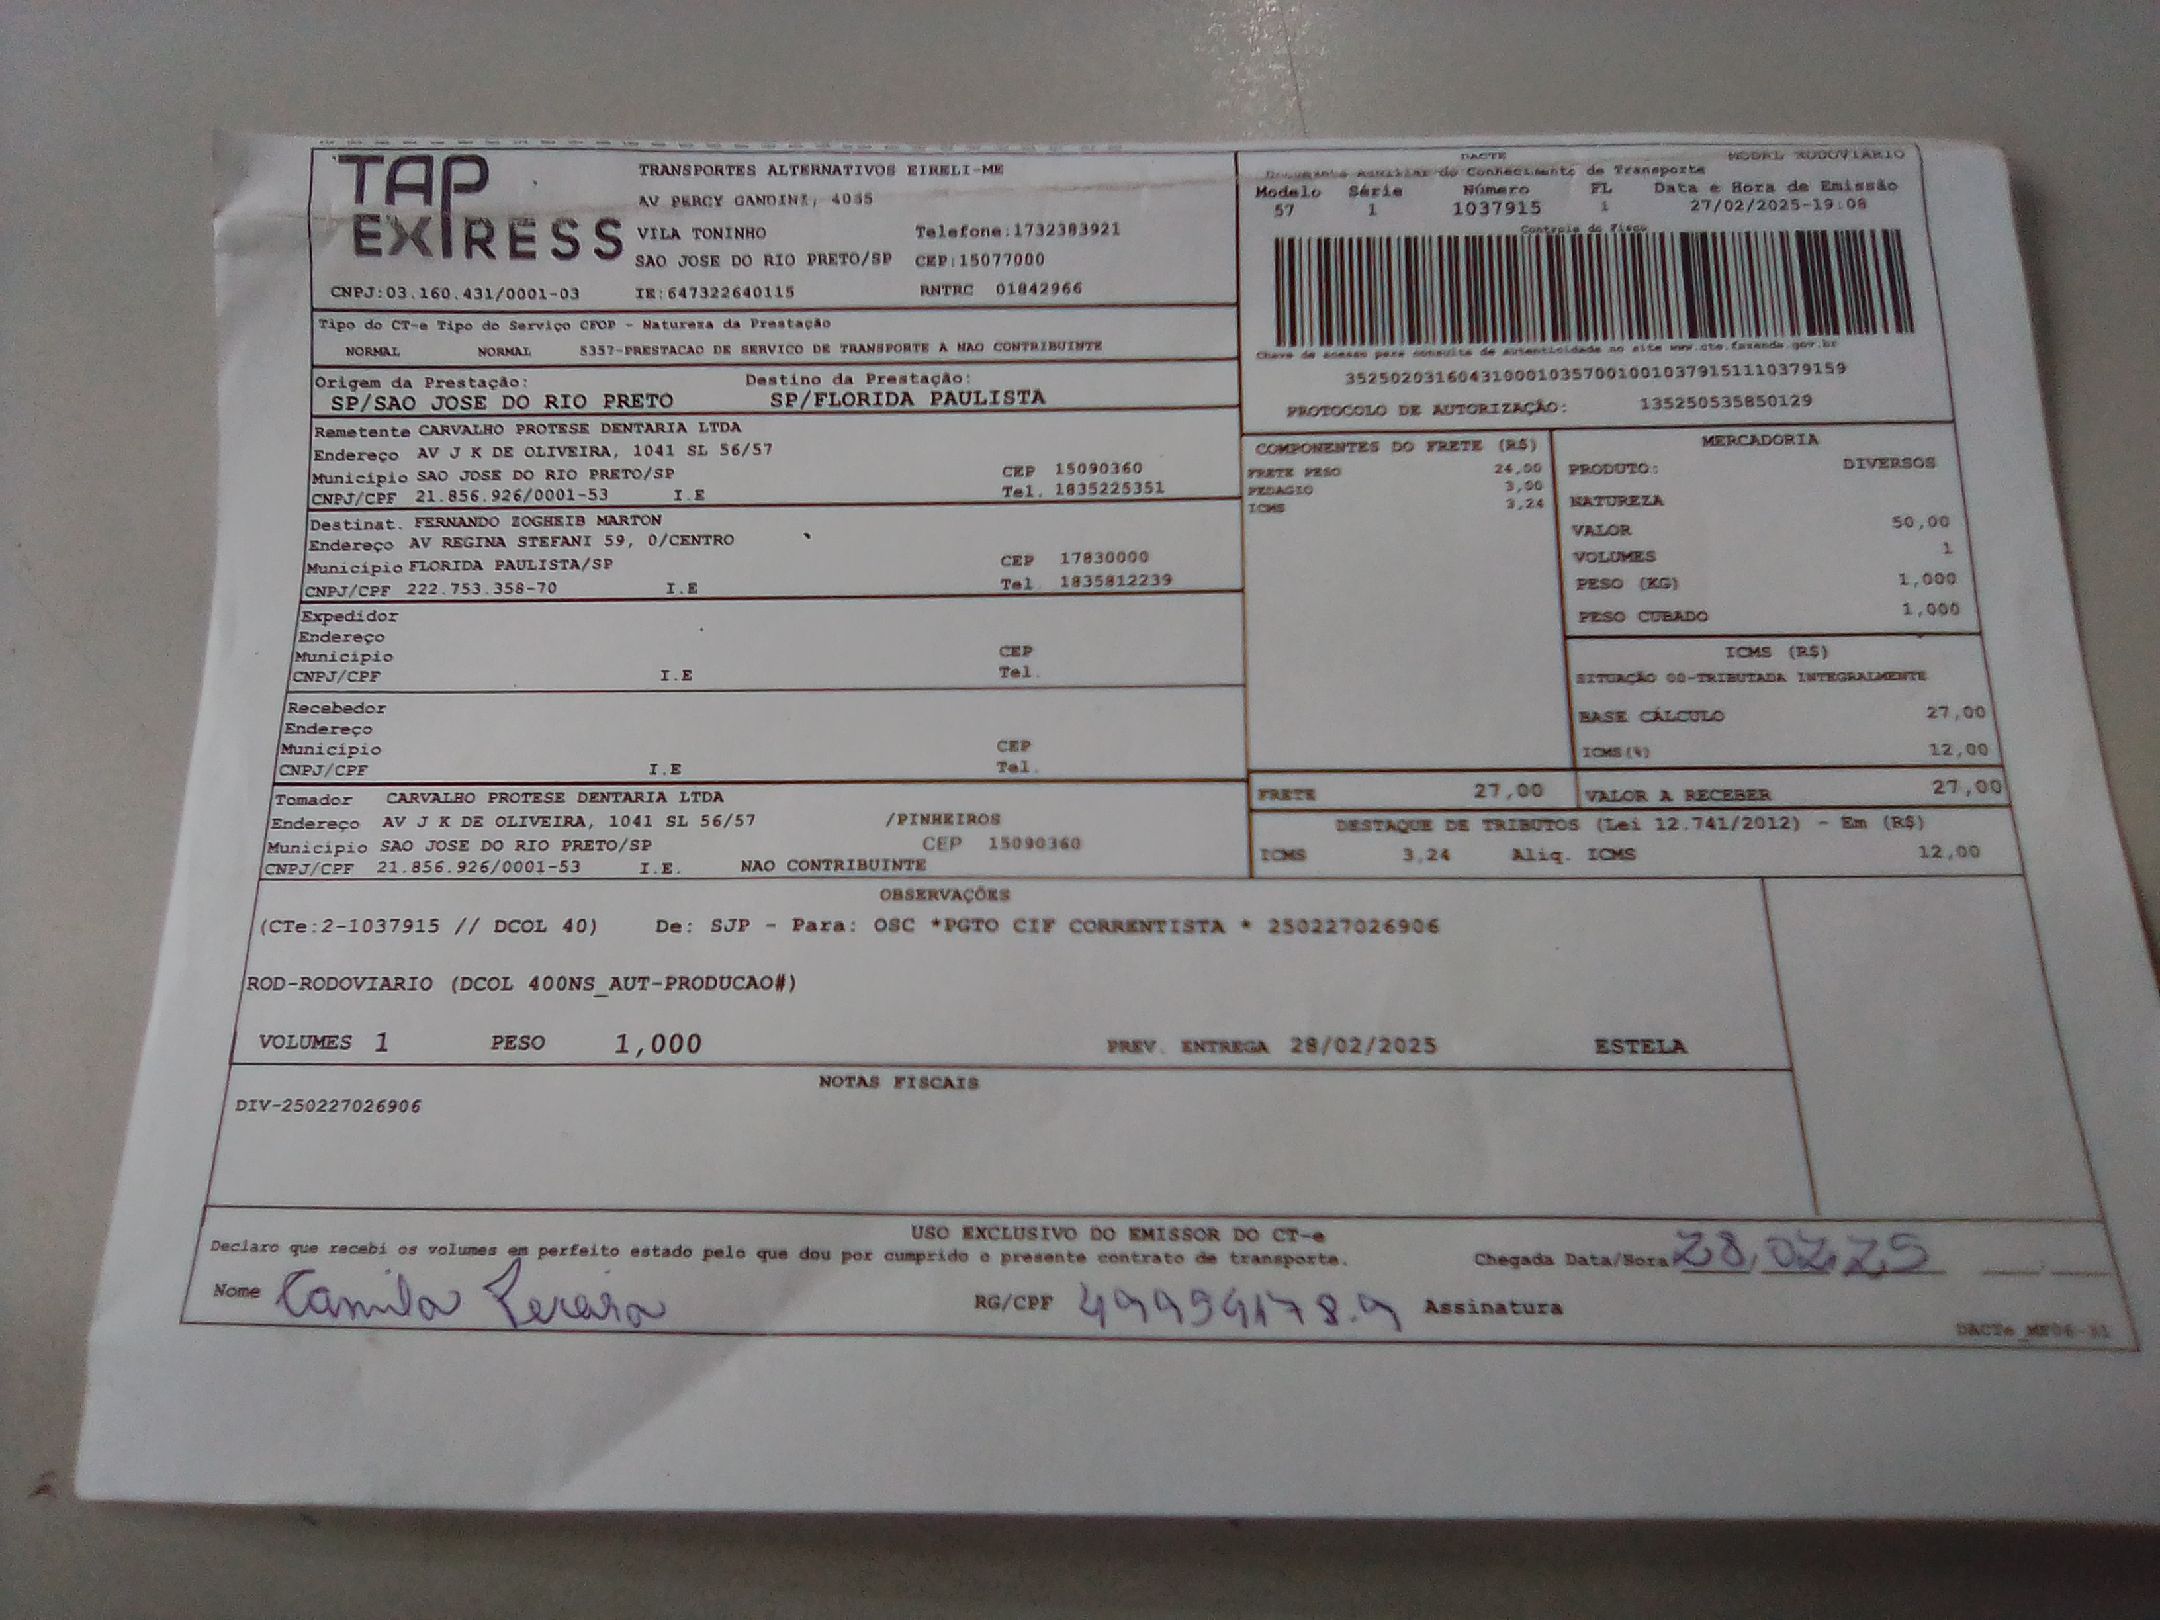 TAP
EXPRESS
TRANSPORTES ALTERNATIVOS EIRELI-ME
AV PERCY GANDINI, 4085
VILA TONINHO Telefone:1732383921
SAO JOSE DO RIO PRETO/SP CEP:15077000
CNPJ:03.160.431/0001-03 IE:647322640115 RNTRC 01842966
DACTE MODAL RODOVIARIO
Documento Auxiliar do Conhecimento de Transporte
Modelo Série Número FL Data e Hora de Emissão
57 1 1037915 1 27/02/2025-19:08
Controle do Fisco
Chave de acesso para consulta de autenticidade no site www.cte.fazenda.gov.br
35250203160431000103570010010379151110379159
PROTOCOLO DE AUTORIZAÇÃO: 135250535850129
Tipo do CT-e Tipo do Serviço CFOP - Natureza da Prestação
NORMAL NORMAL 5357-PRESTACAO DE SERVICO DE TRANSPORTE A NAO CONTRIBUINTE
Origem da Prestação: Destino da Prestação:
SP/SAO JOSE DO RIO PRETO SP/FLORIDA PAULISTA
Remetente CARVALHO PROTESE DENTARIA LTDA
Endereço AV J K DE OLIVEIRA, 1041 SL 56/57
Município SAO JOSE DO RIO PRETO/SP CEP 15090360
CNPJ/CPF 21.856.926/0001-53 I.E Tel. 1835225351
Destinat. FERNANDO ZOGHEIB MARTON
Endereço AV REGINA STEFANI 59, 0/CENTRO
Município FLORIDA PAULISTA/SP CEP 17830000
CNPJ/CPF 222.753.358-70 I.E Tel 1835812239
Expedidor
Endereço
Município CEP
CNPJ/CPF I.E Tel.
Recebedor
Endereço
Município CEP
CNPJ/CPF I.E Tel.
Tomador CARVALHO PROTESE DENTARIA LTDA
Endereço AV J K DE OLIVEIRA, 1041 SL 56/57 /PINHEIROS
Município SAO JOSE DO RIO PRETO/SP CEP 15090360
CNPJ/CPF 21.856.926/0001-53 I.E. NAO CONTRIBUINTE
COMPONENTES DO FRETE (R$)
FRETE PESO 24,00
PEDAGIO 3,00
ICMS 3,24
MERCADORIA
PRODUTO: DIVERSOS
NATUREZA
VALOR 50,00
VOLUMES 1
PESO (KG) 1,000
PESO CUBADO 1,000
ICMS (R$)
SITUAÇÃO 00-TRIBUTADA INTEGRALMENTE
BASE CÁLCULO 27,00
ICMS(%) 12,00
FRETE 27,00 VALOR A RECEBER 27,00
DESTAQUE DE TRIBUTOS (Lei 12.741/2012) - Em (R$)
ICMS 3,24 Aliq. ICMS 12,00
OBSERVAÇÕES
(CTe:2-1037915 // DCOL 40) De: SJP - Para: OSC *PGTO CIF CORRENTISTA * 250227026906
ROD-RODOVIARIO (DCOL 400NS_AUT-PRODUCAO#)
VOLUMES 1 PESO 1,000 PREV. ENTREGA 28/02/2025 ESTELA
NOTAS FISCAIS
DIV-250227026906
USO EXCLUSIVO DO EMISSOR DO CT-e
Declaro que recebi os volumes em perfeito estado pelo que dou por cumprido o presente contrato de transporte. Chegada Data/Hora 28.02.25
Nome Camila Pereira RG/CPF 49959178.9 Assinatura